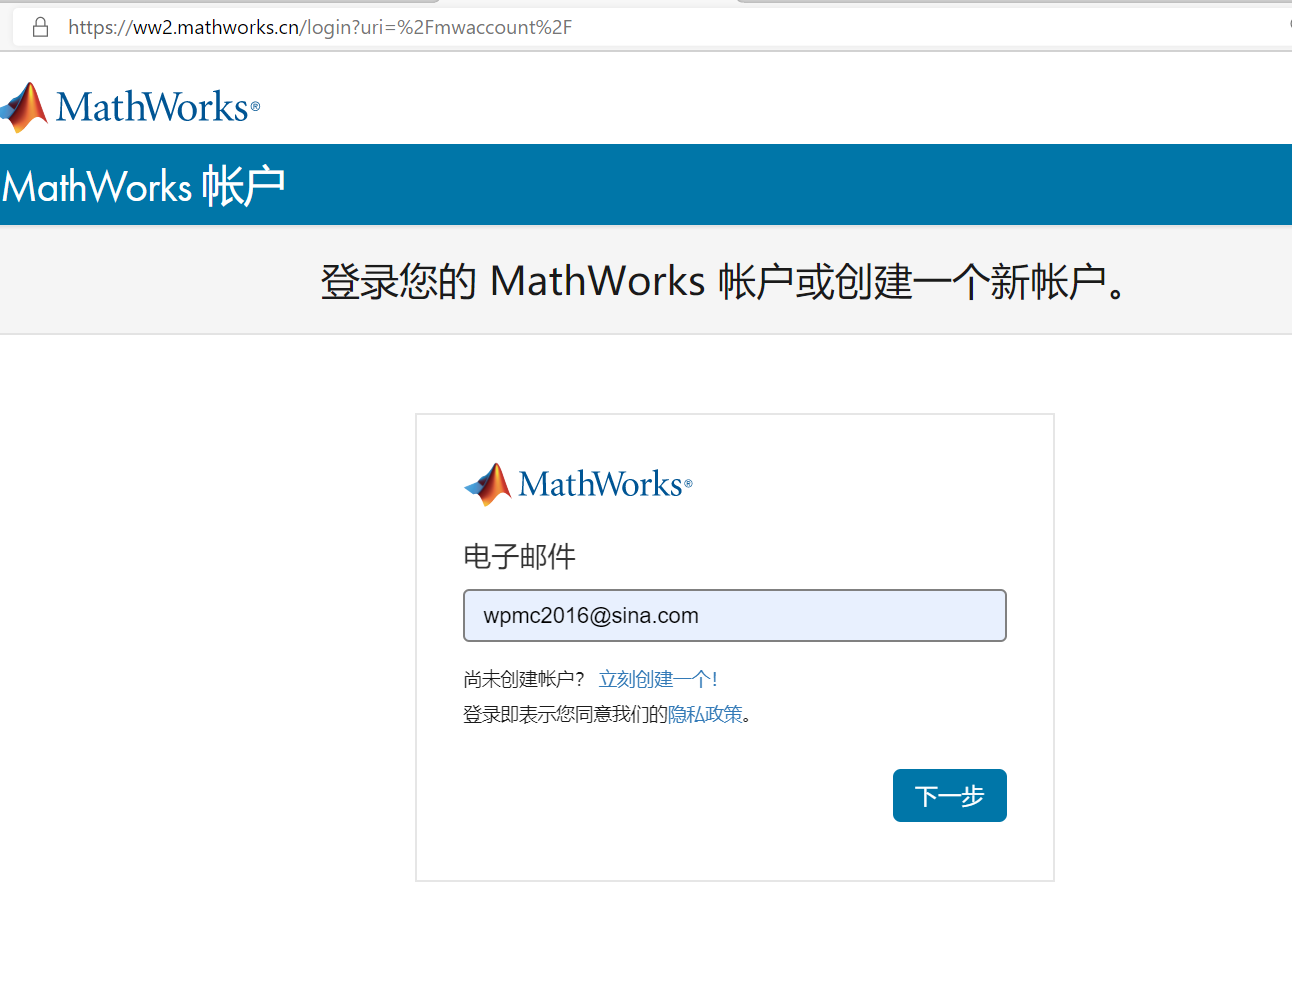 https://ww2.mathworks.cn/login?uri=%2Fmwaccount%2F
MathWorks®
MathWorks 帐户
登录您的 MathWorks 帐户或创建一个新帐户。
MathWorks®
电子邮件
wpmc2016@sina.com
尚未创建帐户？ 立刻创建一个！
登录即表示您同意我们的隐私政策。
下一步